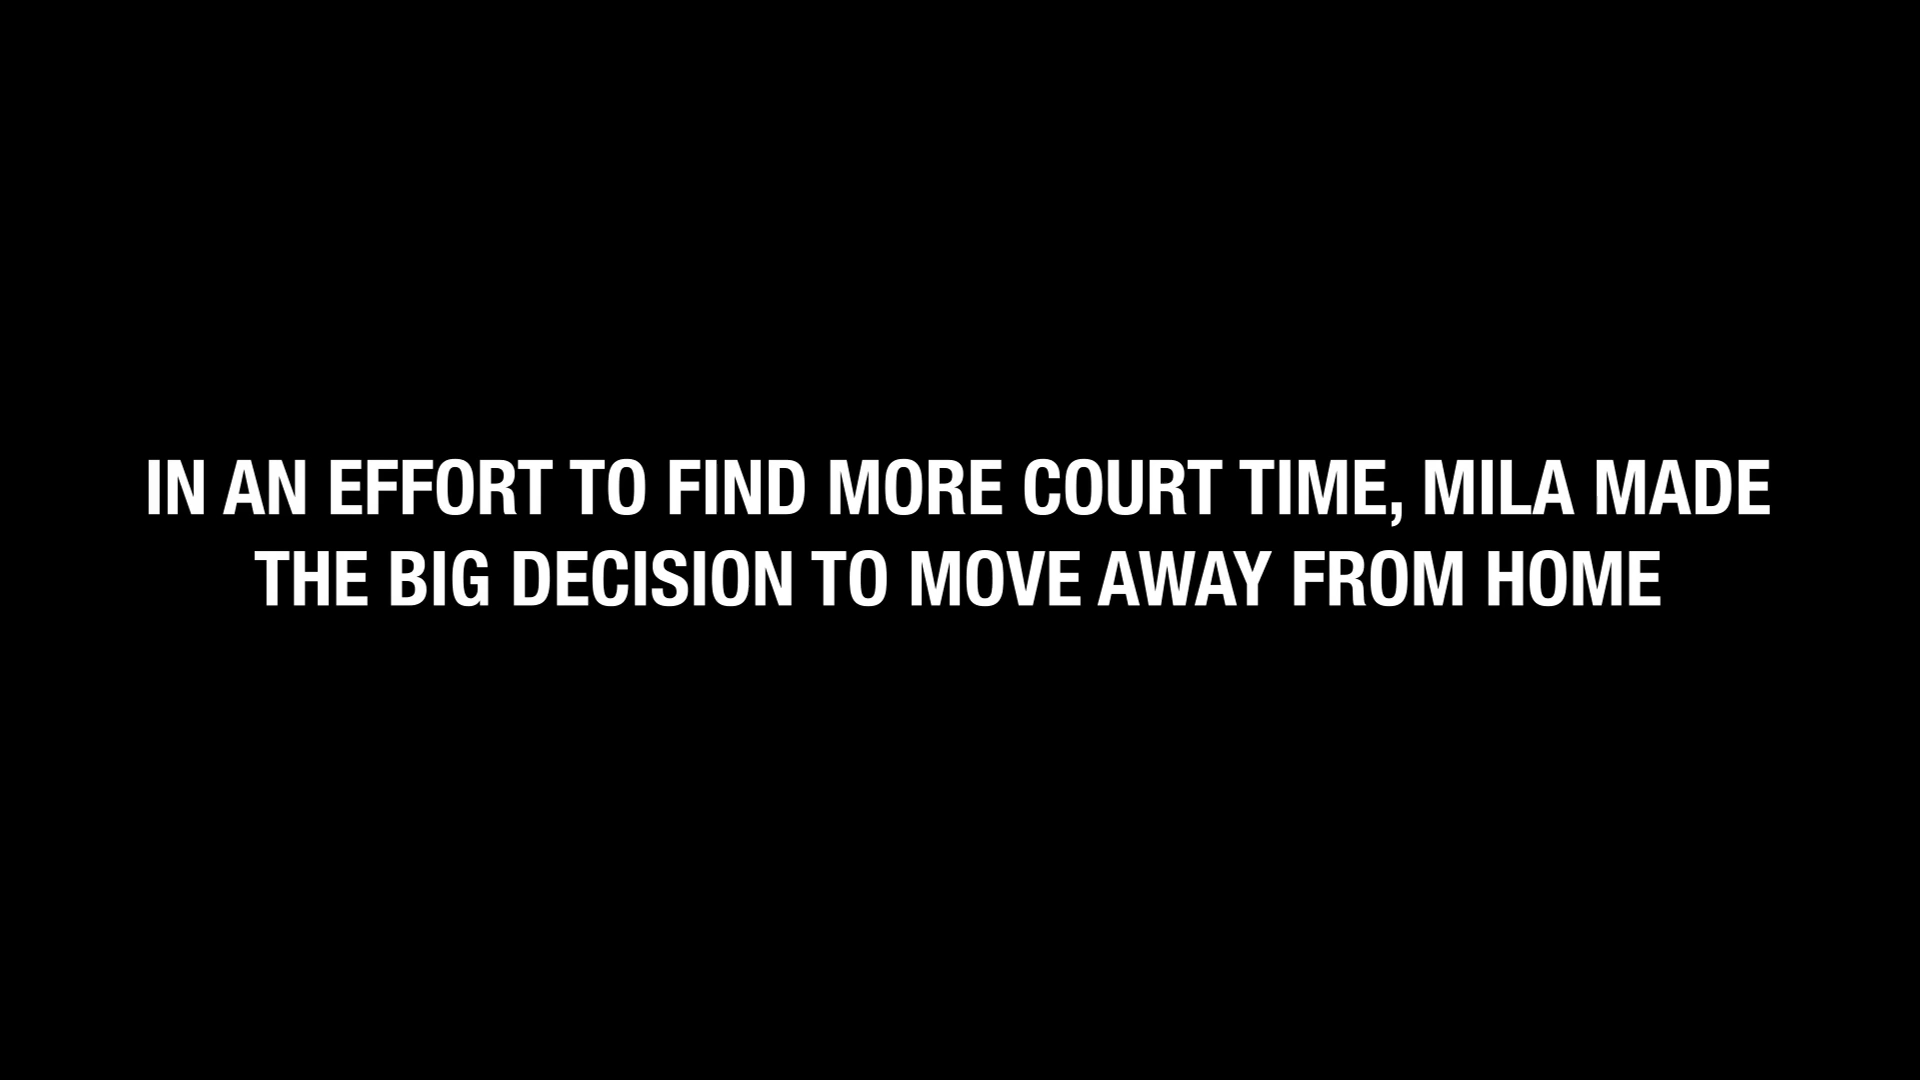 IN AN EFFORT TO FIND MORE COURT TIME, MILA MADE
THE BIG DECISION TO MOVE AWAY FROM HOME